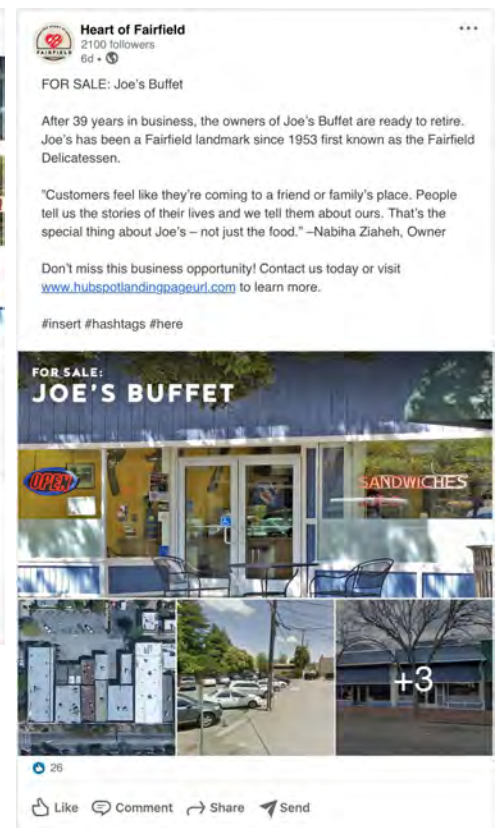 FAIRFIELD
Heart of Fairfield
2100 followers
6d •
FOR SALE: Joe's Buffet
After 39 years in business, the owners of Joe's Buffet are ready to retire.
Joe's has been a Fairfield landmark since 1953 first known as the Fairfield
Delicatessen.
"Customers feel like they're coming to a friend or family's place. People
tell us the stories of their lives and we tell them about ours. That's the
special thing about Joe's – not just the food." –Nabiha Ziaheh, Owner
Don't miss this business opportunity! Contact us today or visit
www.hubspotlandingpageurl.com to learn more.
#insert #hashtags #here
FOR SALE:
JOE'S BUFFET
OPEN
SANDWICHES
+3
26
Like Comment Share Send